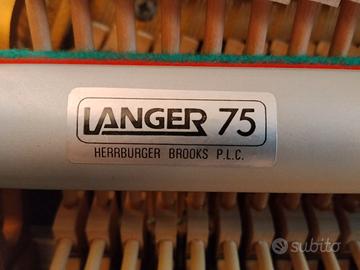 LANGER 75
HERRBURGER BROOKS P.L.C.
subito